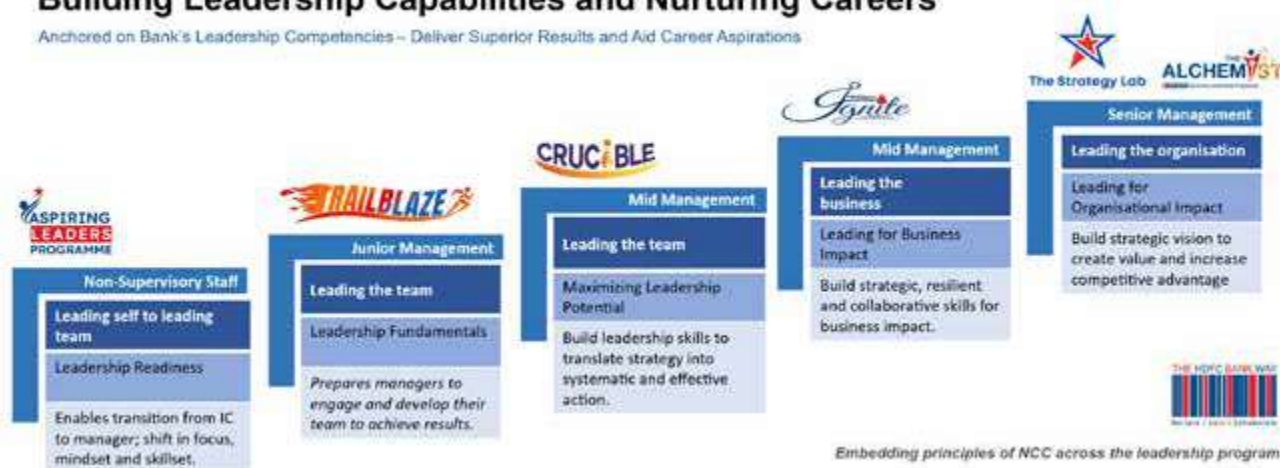 Building Leadership Capabilities and Nurturing Careers
Anchored on Bank's Leadership Competencies – Deliver Superior Results and Aid Career Aspirations
ASPIRING
LEADERS
PROGRAMME
Non-Supervisory Staff
Leading self to leading
team
Leadership Readiness
Enables transition from IC
to manager; shift in focus,
mindset and skillset.
TRAILBLAZE
Junior Management
Leading the team
Leadership Fundamentals
Prepares managers to
engage and develop their
team to achieve results.
CRUCIBLE
Mid Management
Leading the team
Maximizing Leadership
Potential
Build leadership skills to
translate strategy into
systematic and effective
action.
Ignite
Mid Management
Leading the
business
Leading for Business
Impact
Build strategic, resilient
and collaborative skills for
business impact.
The Strategy Lab
THE
ALCHEMYST
Senior Management
Leading the organisation
Leading for
Organisational Impact
Build strategic vision to
create value and increase
competitive advantage
THE HDFC BANK WAY
Embedding principles of NCC across the leadership program